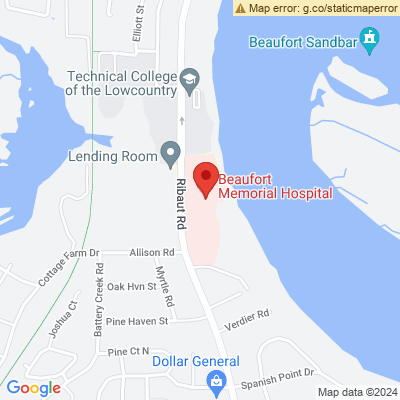 Map error: g.co/staticmaperror
Elliott St
Beaufort Sandbar
Technical College
of the Lowcountry
Lending Room
Ribaut Rd
Beaufort
Memorial Hospital
Allison Rd
Cottage Farm Dr
Battery Creek Rd
Joshua Ct
Myrtle Rd
Oak Hvn St
Pine Haven St
Verdier Rd
Pine Ct N
Dollar General
Spanish Point Dr
Google
Map data ©2024